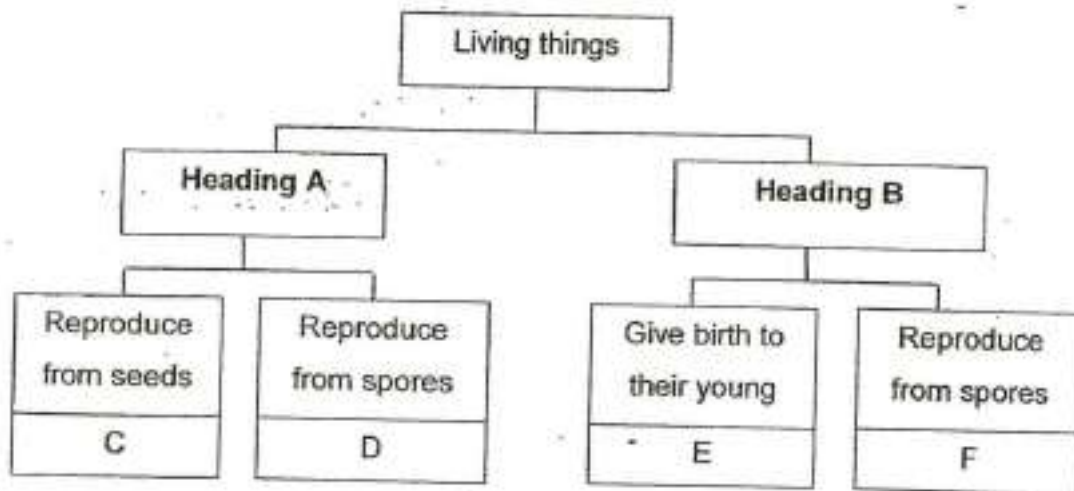 Living things
Heading A
Heading B
Reproduce
from seeds
C
Reproduce
from spores
D
Give birth to
their young
E
Reproduce
from spores
F